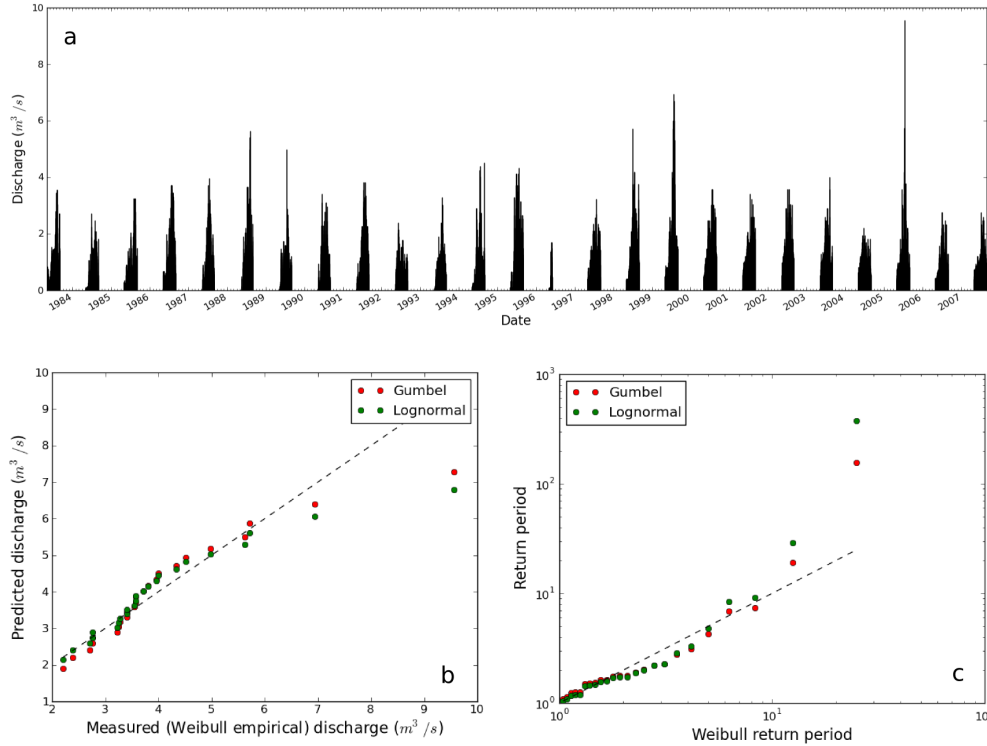 a
10
8
6
4
2
0
Discharge (m³/s)
1984 1985 1986 1987 1988 1989 1990 1991 1992 1993 1994 1995 1996 1997 1998 1999 2000 2001 2002 2003 2004 2005 2006 2007
Date
10
9
8
7
6
5
4
3
2
1
Predicted discharge (m³/s)
Gumbel
Lognormal
b
2 3 4 5 6 7 8 9 10
Measured (Weibull empirical) discharge (m³/s)
10³
10²
10¹
10⁰
Return period
Gumbel
Lognormal
c
10⁰ 10¹ 10
Weibull return period